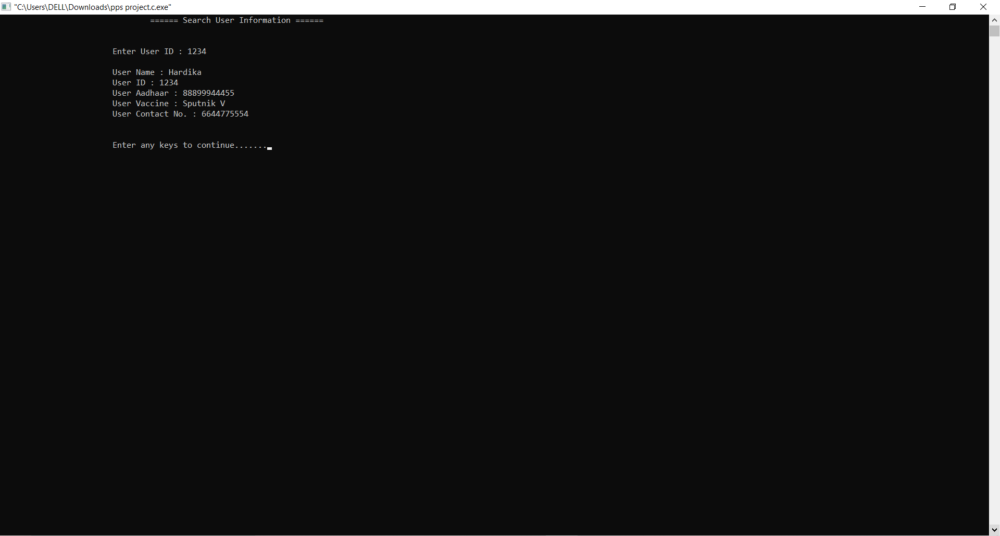 "C:\Users\DELL\Downloads\pps project.c.exe"
====== Search User Information ======
Enter User ID : 1234
User Name : Hardika
User ID : 1234
User Aadhaar : 88899944455
User Vaccine : Sputnik V
User Contact No. : 6644775554
Enter any keys to continue.......